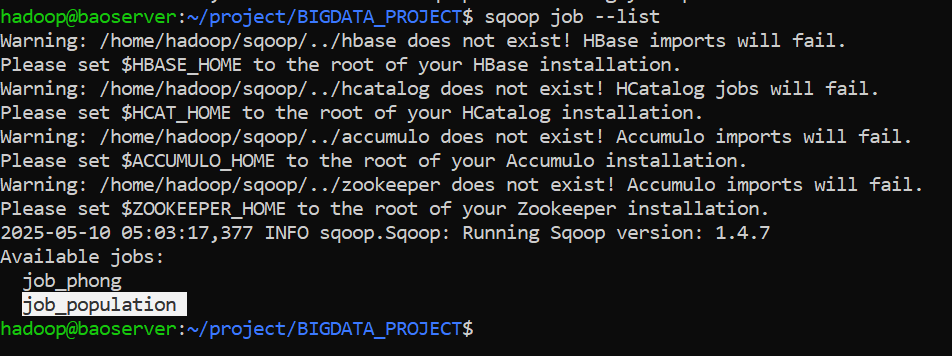 hadoop@baoserver:~/project/BIGDATA_PROJECT$ sqoop job --list
Warning: /home/hadoop/sqoop/../hbase does not exist! HBase imports will fail.
Please set $HBASE_HOME to the root of your HBase installation.
Warning: /home/hadoop/sqoop/../hcatalog does not exist! HCatalog jobs will fail.
Please set $HCAT_HOME to the root of your HCatalog installation.
Warning: /home/hadoop/sqoop/../accumulo does not exist! Accumulo imports will fail.
Please set $ACCUMULO_HOME to the root of your Accumulo installation.
Warning: /home/hadoop/sqoop/../zookeeper does not exist! Accumulo imports will fail.
Please set $ZOOKEEPER_HOME to the root of your Zookeeper installation.
2025-05-10 05:03:17,377 INFO sqoop.Sqoop: Running Sqoop version: 1.4.7
Available jobs:
  job_phong
  job_population
hadoop@baoserver:~/project/BIGDATA_PROJECT$